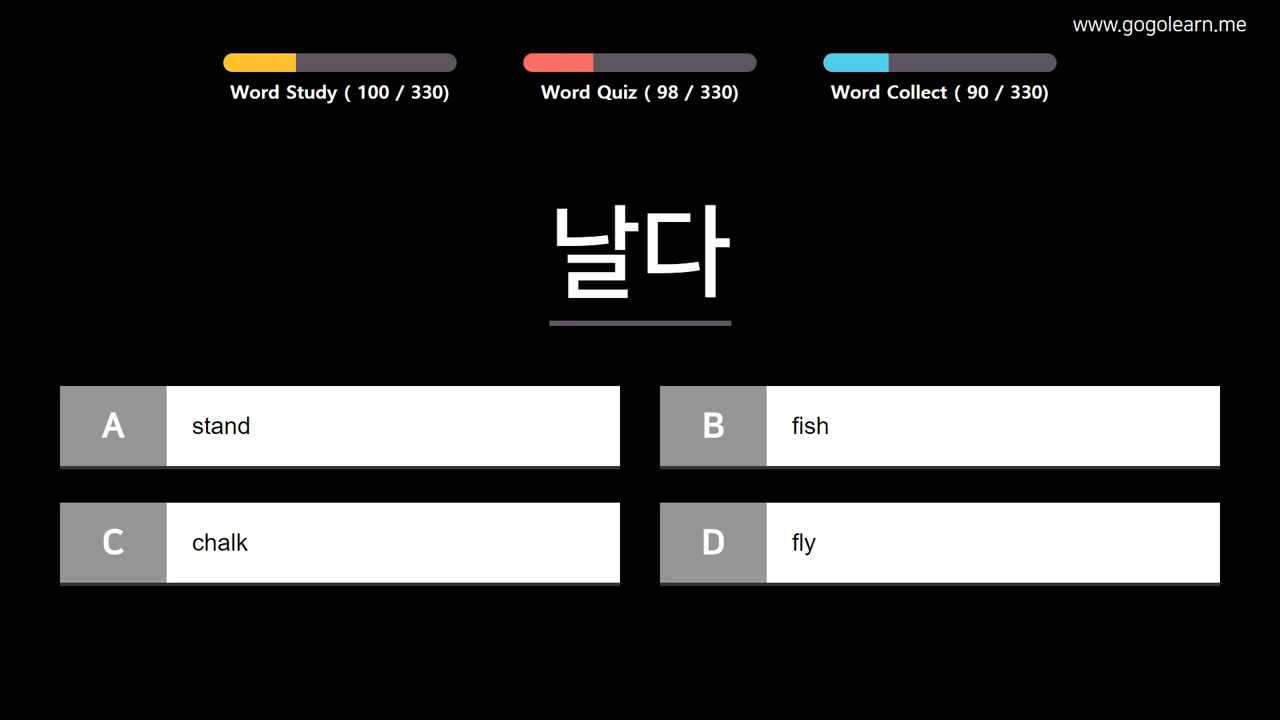 www.gogolearn.me
Word Study ( 100 / 330)
Word Quiz ( 98 / 330)
Word Collect ( 90 / 330)
날다
A stand
B fish
C chalk
D fly